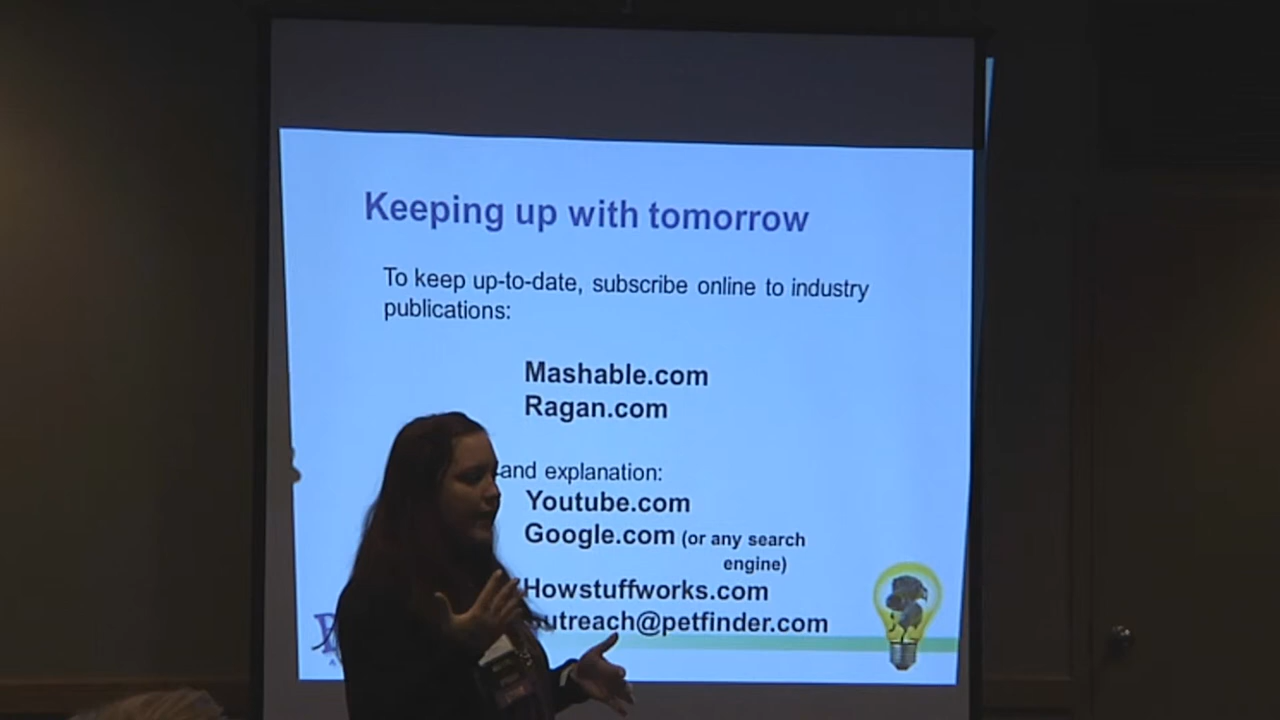 Keeping up with tomorrow
To keep up-to-date, subscribe online to industry
publications:
Mashable.com
Ragan.com
and explanation:
Youtube.com
Google.com (or any search
engine)
Howstuffworks.com
outreach@petfinder.com